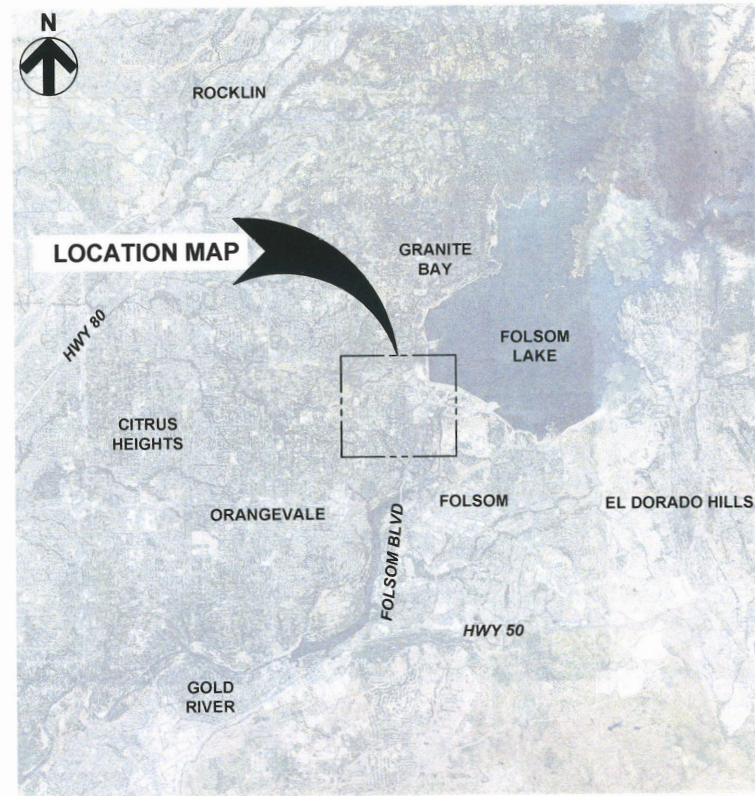 N
ROCKLIN
LOCATION MAP
GRANITE
BAY
HWY 80
FOLSOM
LAKE
CITRUS
HEIGHTS
ORANGEVALE
FOLSOM
EL DORADO HILLS
FOLSOM BLVD
HWY 50
GOLD
RIVER